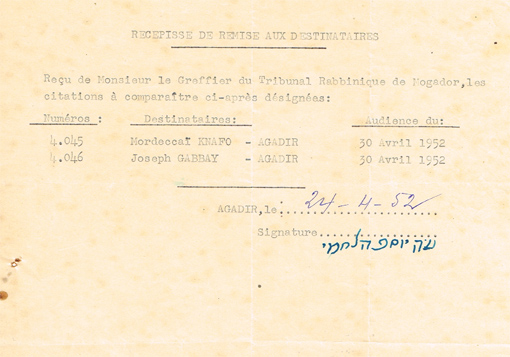 RECEPISSE DE REMISE AUX DESTINATAIRES
Reçu de Monsieur le Greffier du Tribunal Rabbinique de Mogador,les
citations à comparaître ci-après désignées:
Numéros : Destinataires: Audience du:
4.045 Mordeccaï KNAFO - AGADIR 30 Avril 1952
4.046 Joseph GABBAY - AGADIR 30 Avril 1952
AGADIR,le: 24-4-52
Signature